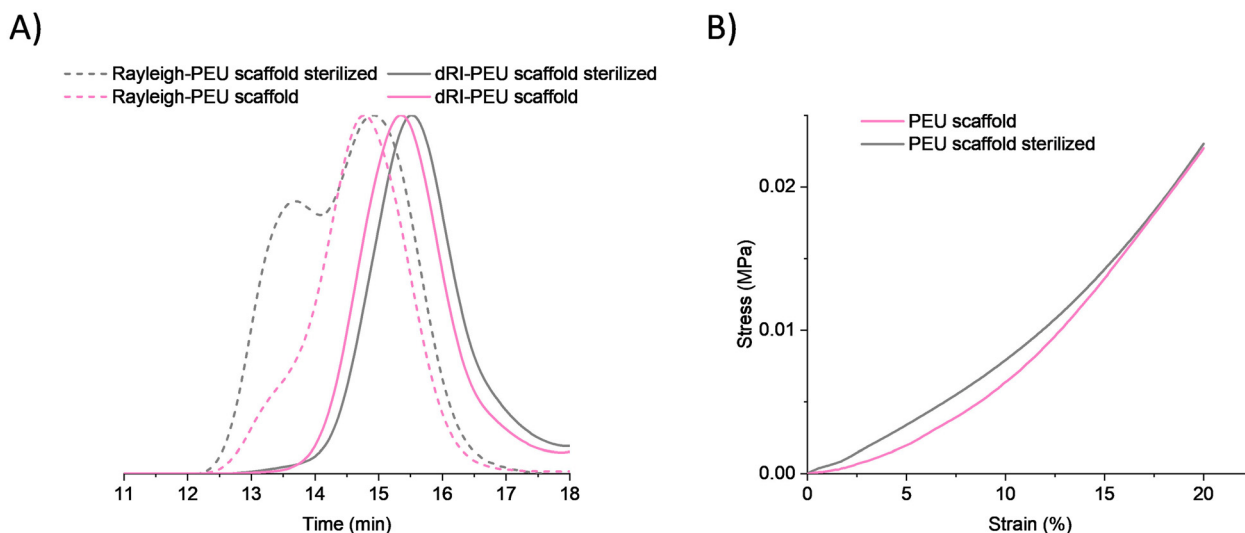 A)
Rayleigh-PEU scaffold sterilized
dRI-PEU scaffold sterilized
Rayleigh-PEU scaffold
dRI-PEU scaffold
11 12 13 14 15 16 17 18
Time (min)
B)
PEU scaffold
PEU scaffold sterilized
Stress (MPa)
0.02
0.01
0.00
0 5 10 15 20
Strain (%)